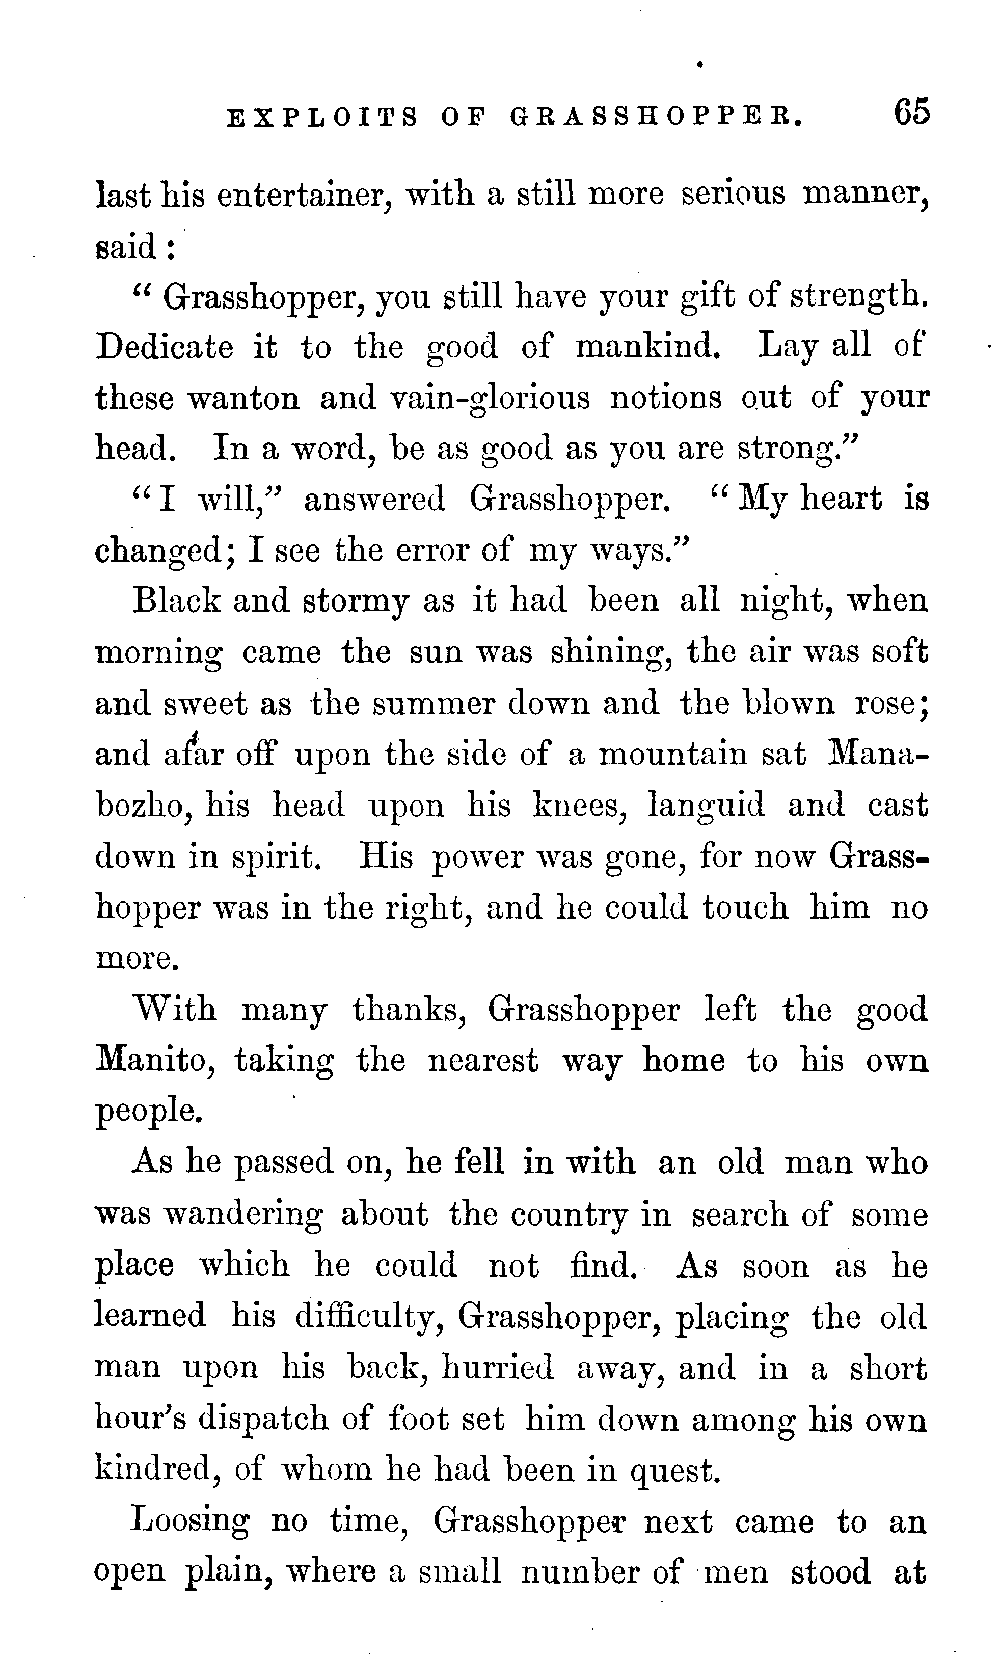 EXPLOITS OF GRASSHOPPER. 65
last his entertainer, with a still more serious manner,
said :
“ Grasshopper, you still have your gift of strength.
Dedicate it to the good of mankind. Lay all of
these wanton and vain-glorious notions out of your
head. In a word, be as good as you are strong.”
“ I will,” answered Grasshopper. “ My heart is
changed; I see the error of my ways.”
Black and stormy as it had been all night, when
morning came the sun was shining, the air was soft
and sweet as the summer down and the blown rose;
and afar off upon the side of a mountain sat Mana-
bozho, his head upon his knees, languid and cast
down in spirit. His power was gone, for now Grass-
hopper was in the right, and he could touch him no
more.
With many thanks, Grasshopper left the good
Manito, taking the nearest way home to his own
people.
As he passed on, he fell in with an old man who
was wandering about the country in search of some
place which he could not find. As soon as he
learned his difficulty, Grasshopper, placing the old
man upon his back, hurried away, and in a short
hour’s dispatch of foot set him down among his own
kindred, of whom he had been in quest.
Loosing no time, Grasshopper next came to an
open plain, where a small number of men stood at